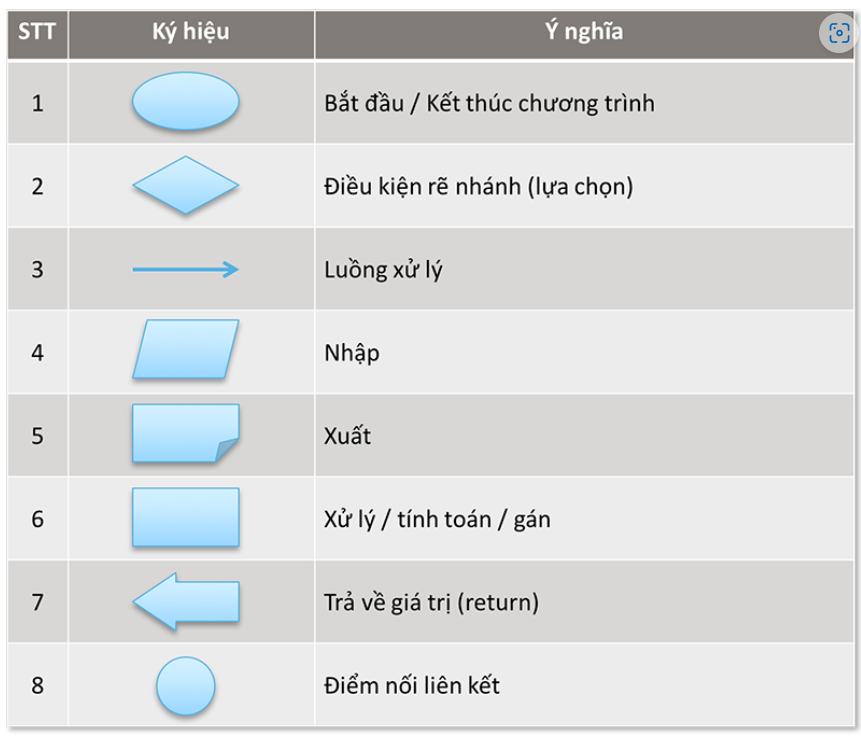 STT Ký hiệu Ý nghĩa
1 Bắt đầu / Kết thúc chương trình
2 Điều kiện rẽ nhánh (lựa chọn)
3 Luồng xử lý
4 Nhập
5 Xuất
6 Xử lý / tính toán / gán
7 Trả về giá trị (return)
8 Điểm nối liên kết